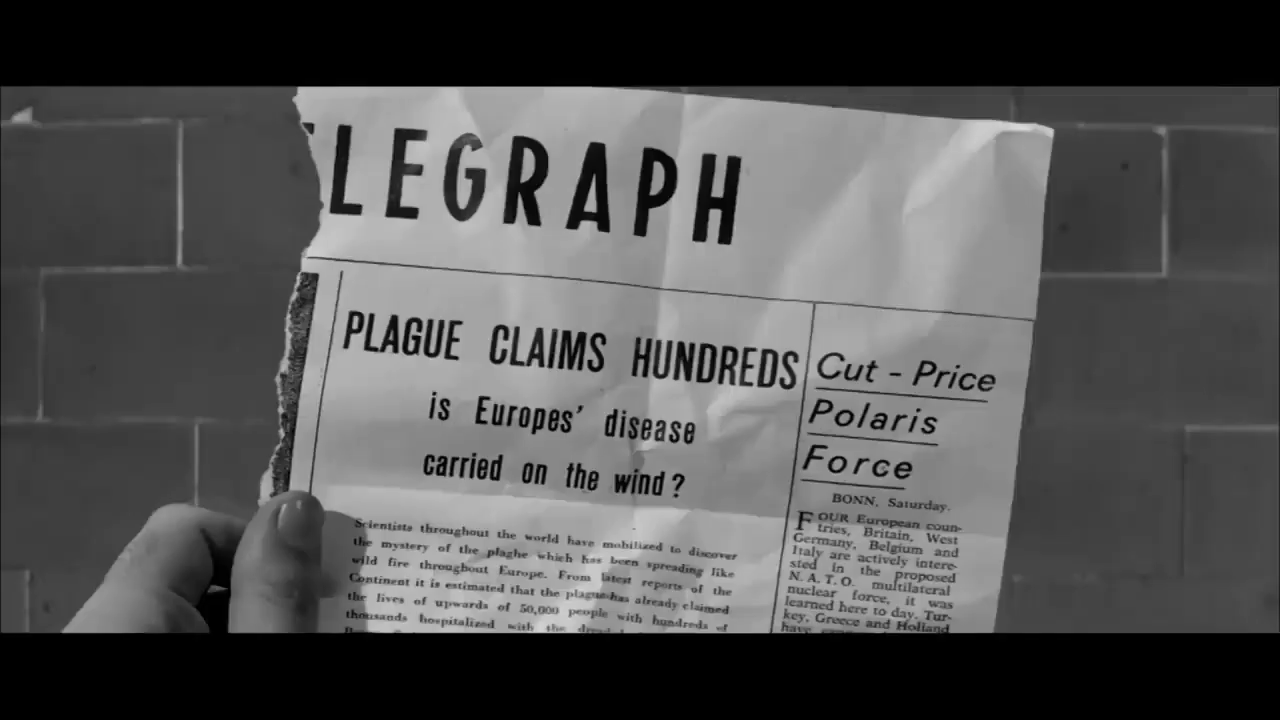 LEGRAPH
PLAGUE CLAIMS HUNDREDS
is Europes' disease
carried on the wind?
Scientists throughout the world have mobilized to discover
the mystery of the plaghe which has been spreading like
wild fire throughout Europe. From latest reports of the
Continent it is estimated that the plague has already claimed
the lives of upwards of 50,000 people with hundreds of
thousands hospitalized with the
Cut - Price
Polaris
Force
BONN, Saturday.
FOUR European coun-
tries, Britain, West
Germany, Belgium and
Italy are actively intere-
sted in the proposed
N.A.T.O. multilateral
nuclear force, it was
learned here to day. Tur-
key, Greece and Holland
have